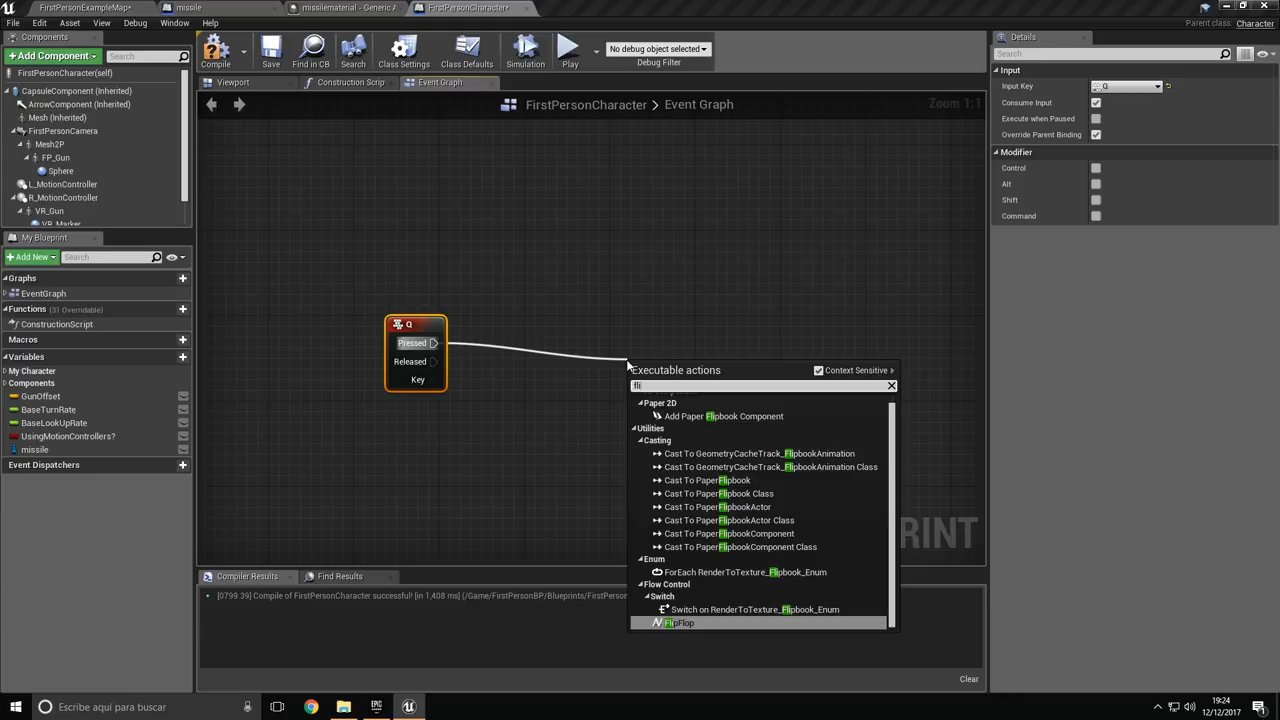 FirstPersonExampleMap*
missile
missilematerial - Generic /
FirstPersonCharacter*
File Edit Asset View Debug Window Help
Parent class: Character
Components
+ Add Component
Search
FirstPersonCharacter(self)
CapsuleComponent (Inherited)
ArrowComponent (Inherited)
Mesh (Inherited)
FirstPersonCamera
Mesh2P
FP_Gun
Sphere
L_MotionController
R_MotionController
VR_Gun
VR_Marker
My Blueprint
+ Add New
Search
Graphs
EventGraph
Functions (31 Overridable)
ConstructionScript
Macros
Variables
My Character
Components
GunOffset
BaseTurnRate
BaseLookUpRate
UsingMotionControllers?
missile
Event Dispatchers
Compile Save Find in CB Search Class Settings Class Defaults Simulation Play
No debug object selected
Debug Filter
Viewport Construction Scrip Event Graph
FirstPersonCharacter > Event Graph
Zoom 1:1
Q
Pressed
Released
Key
Executable actions
Context Sensitive
fli
Paper 2D
Add Paper Flipbook Component
Utilities
Casting
Cast To GeometryCacheTrack_FlipbookAnimation
Cast To GeometryCacheTrack_FlipbookAnimation Class
Cast To PaperFlipbook
Cast To PaperFlipbook Class
Cast To PaperFlipbookActor
Cast To PaperFlipbookActor Class
Cast To PaperFlipbookComponent
Cast To PaperFlipbookComponent Class
Enum
ForEach RenderToTexture_Flipbook_Enum
Flow Control
Switch
Switch on RenderToTexture_Flipbook_Enum
FlipFlop
RINT
Compiler Results
Find Results
[0799.39] Compile of FirstPersonCharacter successful! [in 1,408 ms] (/Game/FirstPersonBP/Blueprints/FirstPerson
Clear
Details
Search
Input
Input Key Q
Consume Input
Execute when Paused
Override Parent Binding
Modifier
Control
Alt
Shift
Command
Escribe aquí para buscar
19:24
12/12/2017